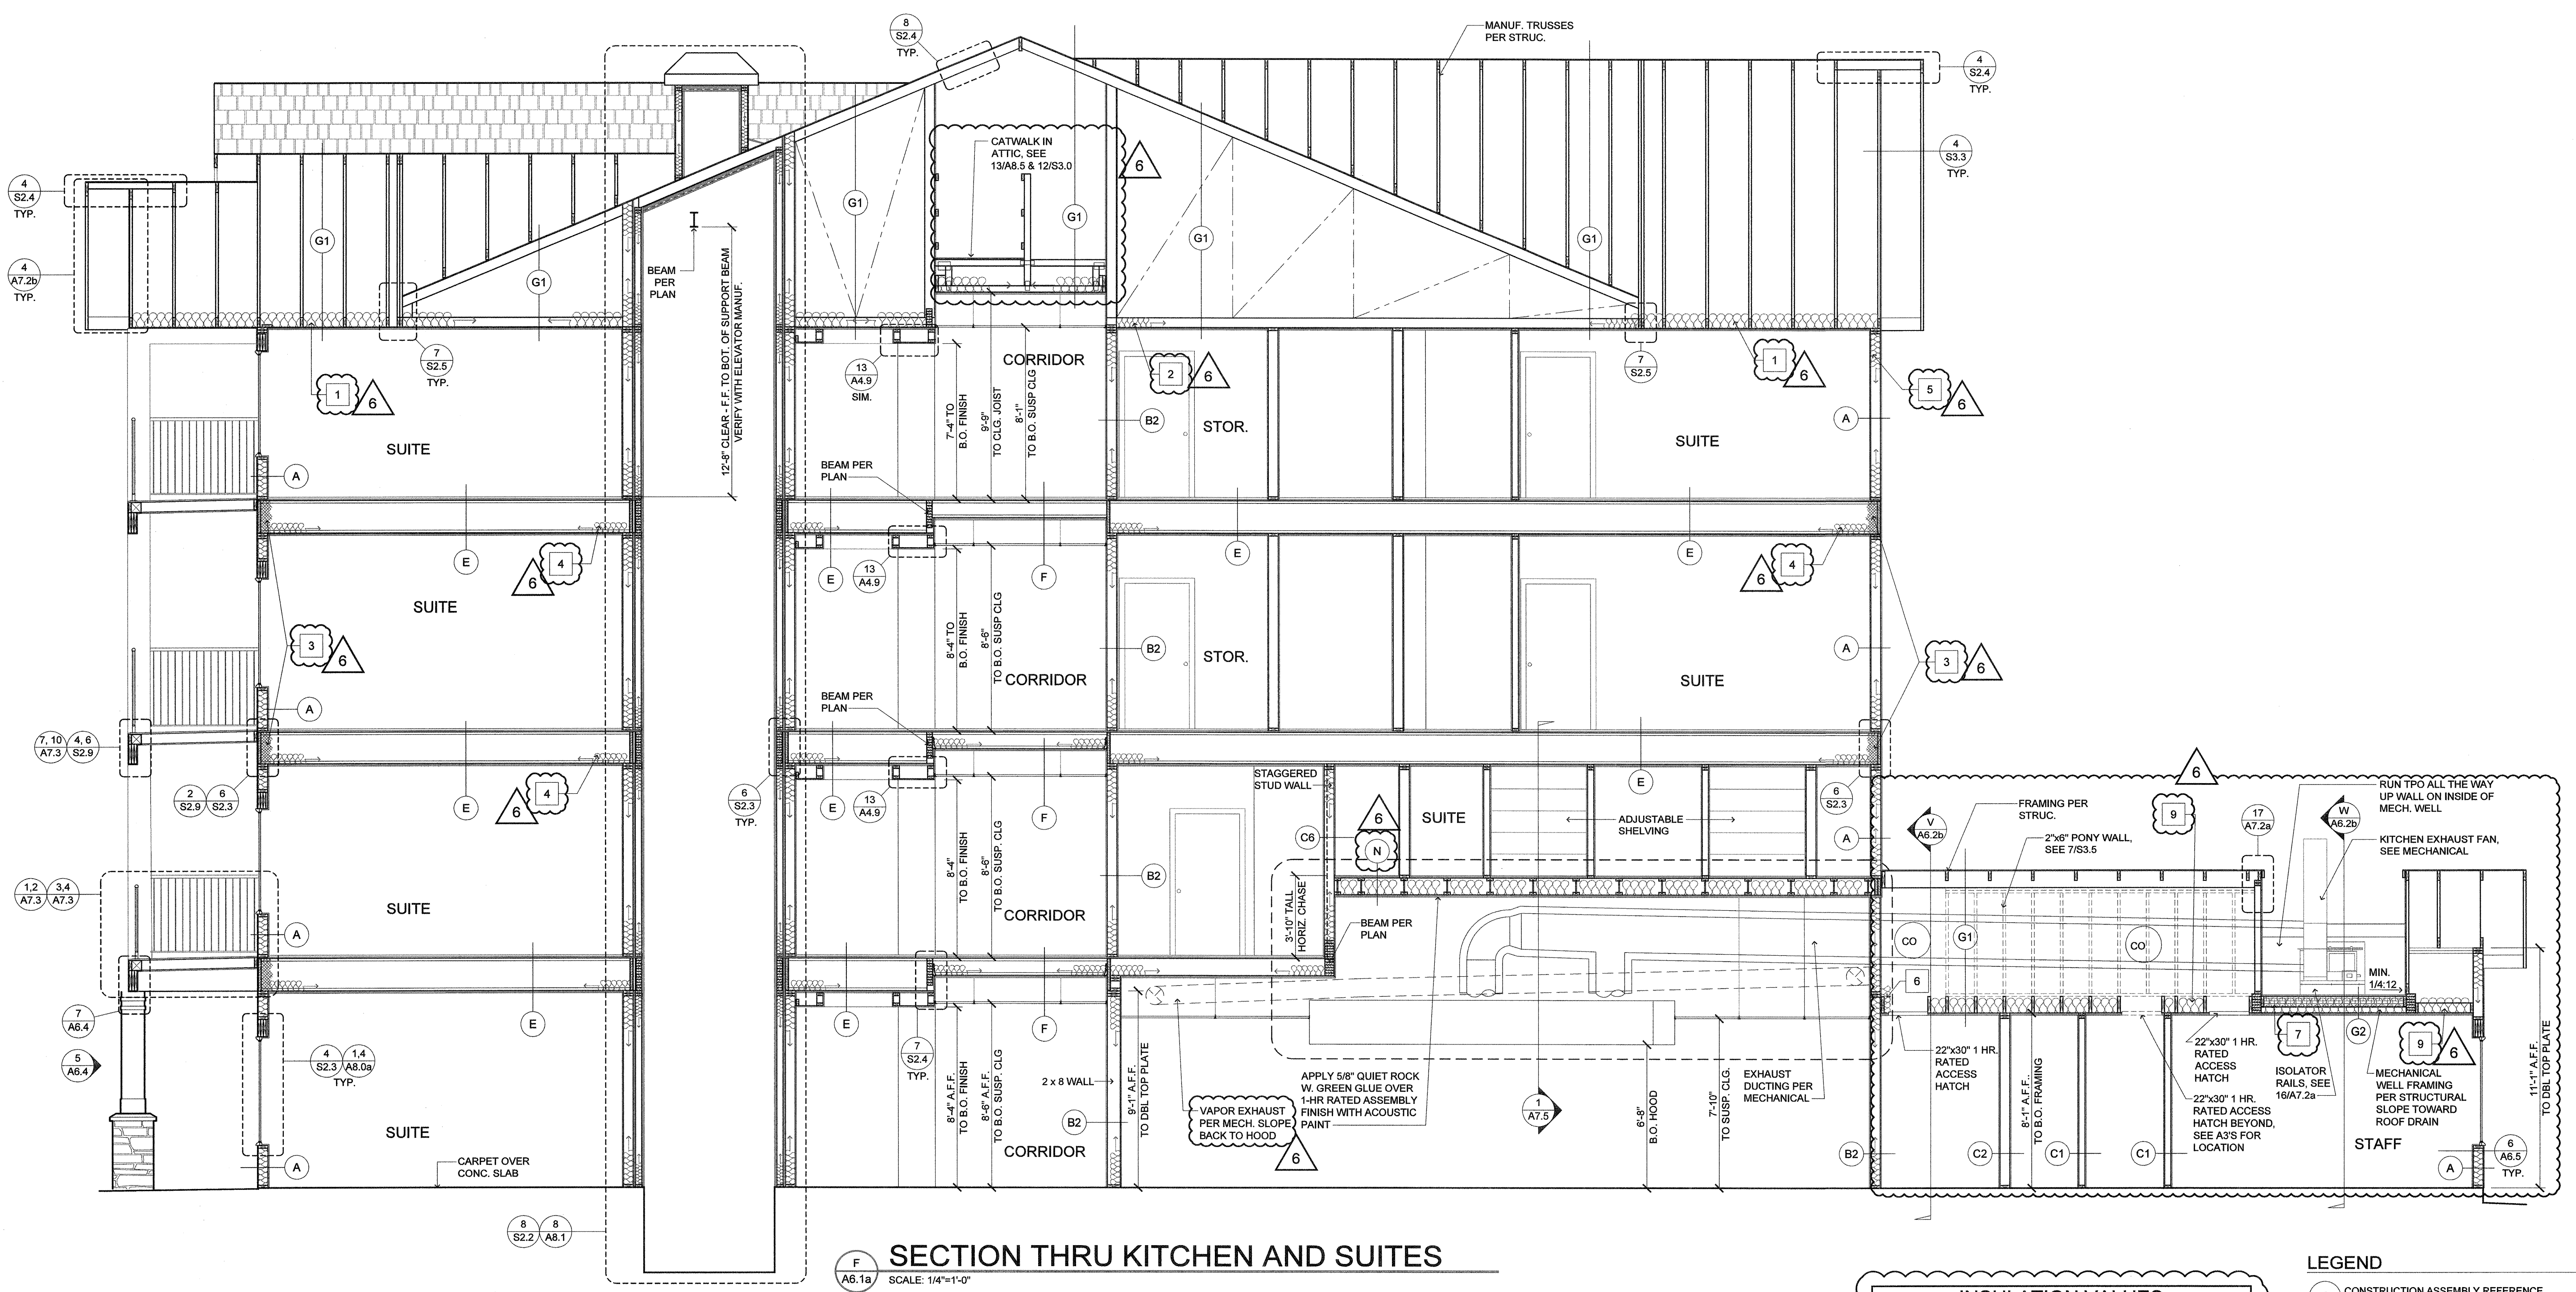 8
S2.4
TYP.
MANUF. TRUSSES
PER STRUC.
4
S2.4
TYP.
4
S3.3
TYP.
CATWALK IN
ATTIC, SEE
13/A8.5 & 12/S3.0
6
4
S2.4
TYP.
4
A7.2b
TYP.
G1
G1
G1
G1
G1
G1
BEAM
PER
PLAN
12'-8" CLEAR - F.F. TO BOT. OF SUPPORT BEAM
VERIFY WITH ELEVATOR MANUF.
7
S2.5
TYP.
1
6
SUITE
A
13
A4.9
SIM.
7'-4" TO
B.O. FINISH
9'-9"
TO CLG. JOIST
8'-1"
TO B.O. SUSP CLG
CORRIDOR
B2
2
6
STOR.
7
S2.5
1
6
SUITE
A
5
6
BEAM PER
PLAN
E
4
6
SUITE
3
6
A
E
13
A4.9
F
8'-4" TO
B.O. FINISH
8'-6"
TO B.O. SUSP CLG
CORRIDOR
B2
E
STOR.
E
4
6
SUITE
A
3
6
BEAM PER
PLAN
7, 10
A7.3
4, 6
S2.9
2
S2.9
6
S2.3
E
4
6
6
S2.3
TYP.
E
13
A4.9
F
STAGGERED
STUD WALL
C6
6
N
SUITE
E
ADJUSTABLE
SHELVING
6
S2.3
A
V
A6.2b
FRAMING PER
STRUC.
2"x6" PONY WALL,
SEE 7/S3.5
6
9
17
A7.2a
RUN TPO ALL THE WAY
UP WALL ON INSIDE OF
MECH. WELL
W
A6.2b
KITCHEN EXHAUST FAN,
SEE MECHANICAL
1,2
A7.3
3,4
A7.3
SUITE
A
8'-4"
TO B.O. FINISH
8'-6"
TO B.O. SUSP. CLG
CORRIDOR
B2
3'-10" TALL
HORIZ. CHASE
BEAM PER
PLAN
CO
G1
CO
6
MIN.
1/4:12
7
A6.4
5
A6.4
E
4
S2.3
1,4
A8.0a
TYP.
SUITE
A
CARPET OVER
CONC. SLAB
E
7
S2.4
TYP.
F
8'-4" A.F.F.
TO B.O. FINISH
8'-6" A.F.F.
TO B.O. SUSP. CLG
CORRIDOR
2 x 8 WALL
B2
9'-1" A.F.F.
TO DBL TOP PLATE
VAPOR EXHAUST
PER MECH. SLOPE
BACK TO HOOD
6
APPLY 5/8" QUIET ROCK
W. GREEN GLUE OVER
1-HR RATED ASSEMBLY
FINISH WITH ACOUSTIC
PAINT
1
A7.5
6'-8"
B.O. HOOD
7'-10"
TO SUSP. CLG.
EXHAUST
DUCTING PER
MECHANICAL
B2
22"x30" 1 HR.
RATED
ACCESS
HATCH
C2
8'-1" A.F.F.
TO B.O. FRAMING
C1
C1
22"x30" 1 HR.
RATED
ACCESS
HATCH
22"x30" 1 HR.
RATED ACCESS
HATCH BEYOND,
SEE A3'S FOR
LOCATION
7
ISOLATOR
RAILS, SEE
16/A7.2a
G2
9
6
MECHANICAL
WELL FRAMING
PER STRUCTURAL
SLOPE TOWARD
ROOF DRAIN
STAFF
11'-1" A.F.F.
TO DBL TOP PLATE
A
6
A6.5
TYP.
8
S2.2
8
A8.1
F
A6.1a
SECTION THRU KITCHEN AND SUITES
SCALE: 1/4"=1'-0"
INSULATION VALUES
LEGEND
CONSTRUCTION ASSEMBLY REFERENCE